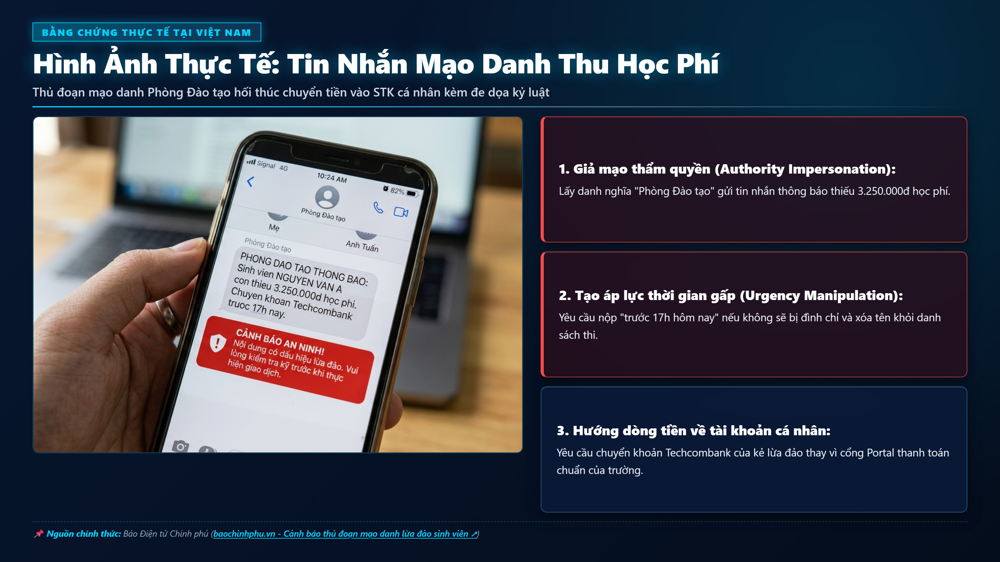 BẰNG CHỨNG THỰC TẾ TẠI VIỆT NAM
Hình Ảnh Thực Tế: Tin Nhắn Mạo Danh Thu Học Phí
Thủ đoạn mạo danh Phòng Đào tạo hối thúc chuyển tiền vào STK cá nhân kèm đe dọa kỷ luật
Signal 4G
10:24 AM
82%
Phòng Đào tạo
Mẹ
Anh Tuấn
Phòng Đào tạo
PHONG DAO TAO THONG BAO:
Sinh vien NGUYEN VAN A
con thieu 3.250.000d học phi.
Chuyen khoan Techcombank
truoc 17h nay.
CẢNH BÁO AN NINH!
Nội dung có dấu hiệu lừa đảo. Vui
lòng kiểm tra kỹ trước khi thực
hiện giao dịch.
1. Giả mạo thẩm quyền (Authority Impersonation):
Lấy danh nghĩa "Phòng Đào tạo" gửi tin nhắn thông báo thiếu 3.250.000đ học phí.
2. Tạo áp lực thời gian gấp (Urgency Manipulation):
Yêu cầu nộp "trước 17h hôm nay" nếu không sẽ bị đình chỉ và xóa tên khỏi danh
sách thi.
3. Hướng dòng tiền về tài khoản cá nhân:
Yêu cầu chuyển khoản Techcombank của kẻ lừa đảo thay vì cổng Portal thanh toán
chuẩn của trường.
📌 Nguồn chính thức: Báo Điện tử Chính phủ (baochinhphu.vn - Cảnh báo thủ đoạn mạo danh lừa đảo sinh viên ↗)